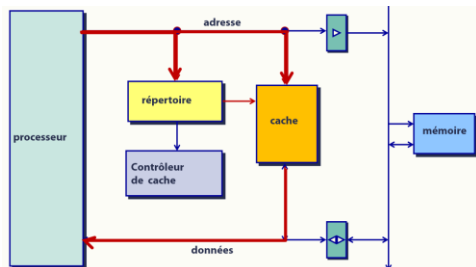 adresse
répertoire
processeur
cache
mémoire
Contrôleur
de cache
données